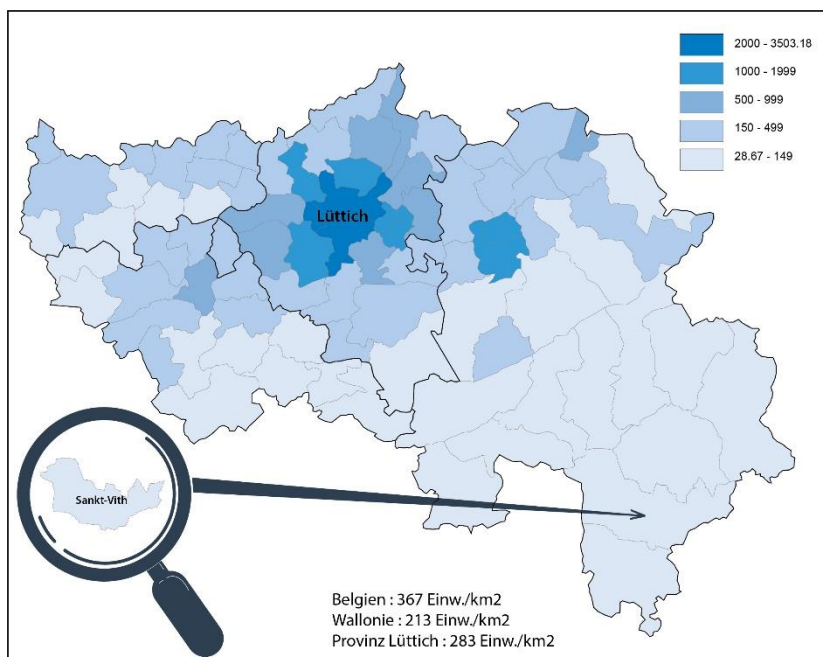 2000 - 3503.18
1000 - 1999
500 - 999
150 - 499
28.67 - 149
Lüttich
Sankt-Vith
Belgien : 367 Einw./km2
Wallonie : 213 Einw./km2
Provinz Lüttich : 283 Einw./km2